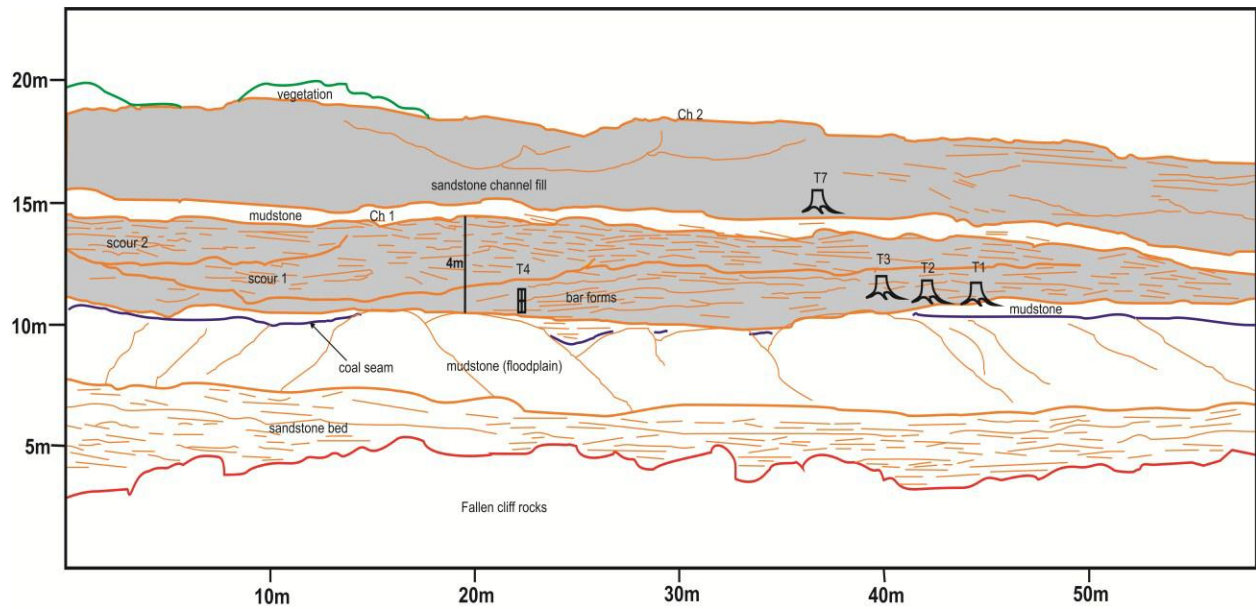 20m
vegetation
Ch 2
sandstone channel fill
T7
15m
mudstone
Ch 1
scour 2
scour 1
4m
T4
bar forms
T3
T2
T1
mudstone
10m
coal seam
mudstone (floodplain)
sandstone bed
5m
Fallen cliff rocks
10m
20m
30m
40m
50m